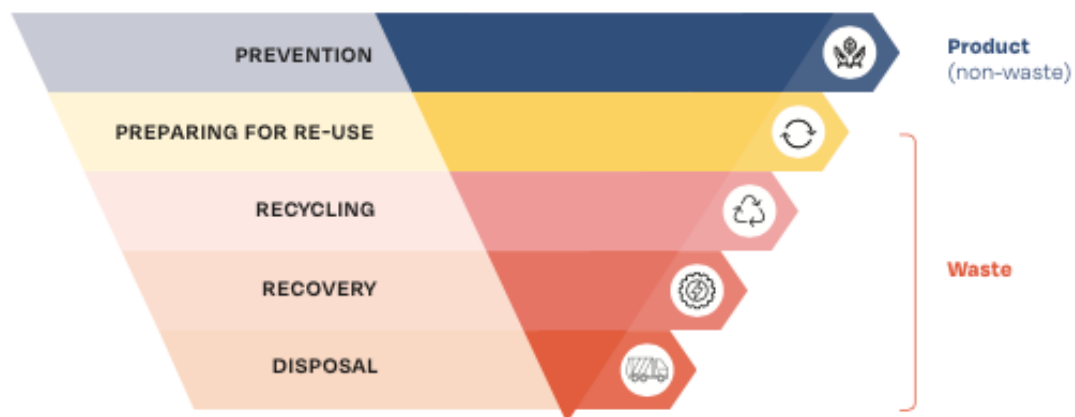 PREVENTION
Product
(non-waste)
PREPARING FOR RE-USE
RECYCLING
RECOVERY
Waste
DISPOSAL